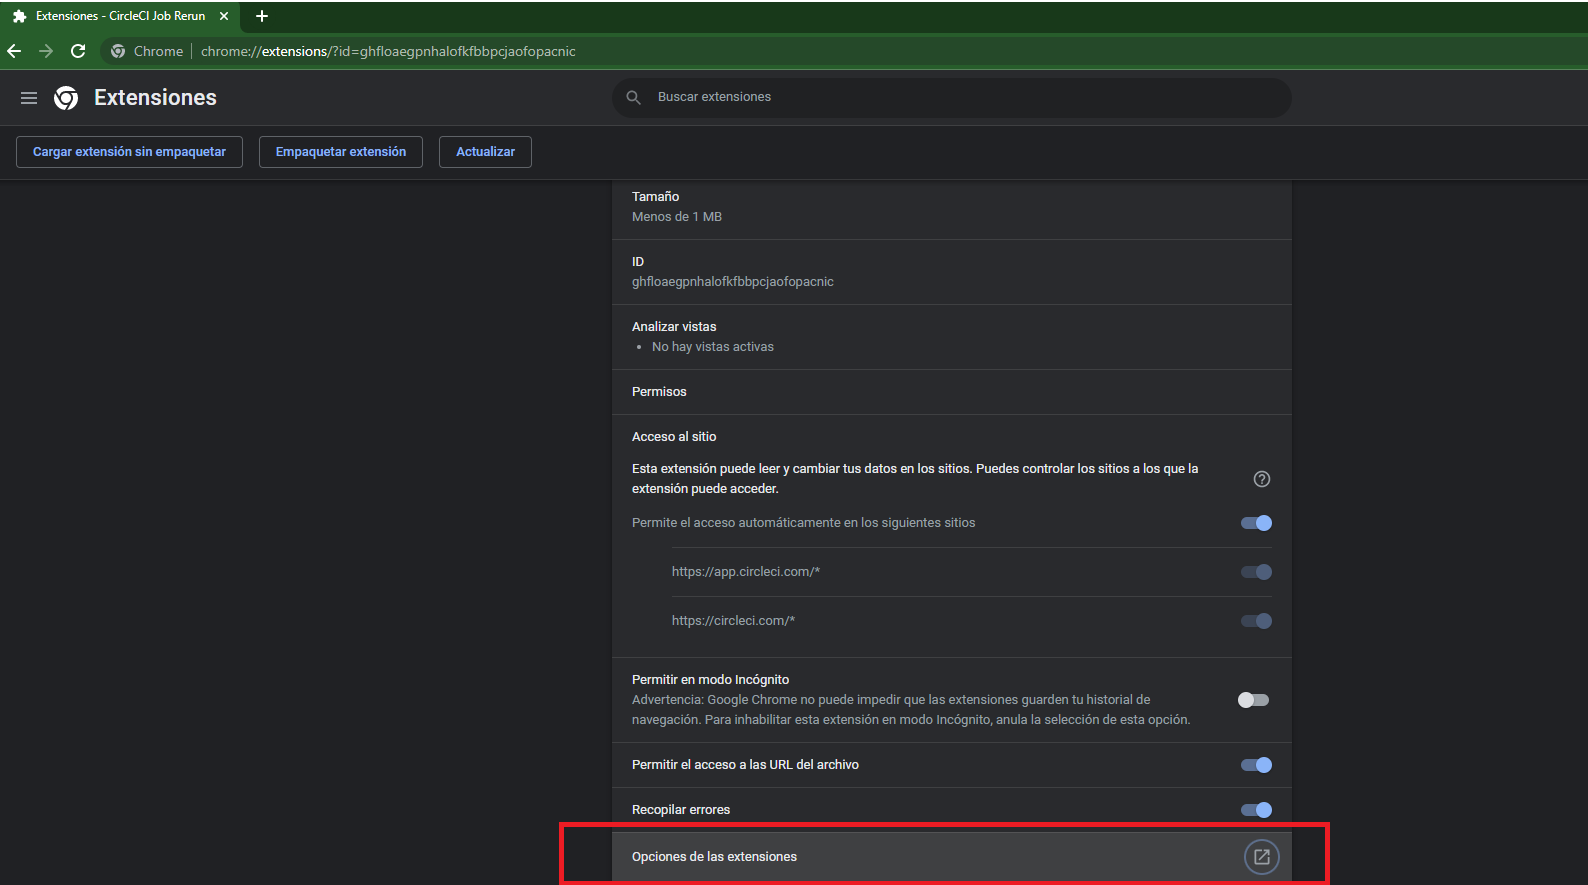 Extensiones - CircleCI Job Rerun
Chrome chrome://extensions/?id=ghfloaegpnhalofkfbbpcjaofopacnic
Extensiones
Buscar extensiones
Cargar extensión sin empaquetar
Empaquetar extensión
Actualizar
Tamaño
Menos de 1 MB
ID
ghfloaegpnhalofkfbbpcjaofopacnic
Analizar vistas
• No hay vistas activas
Permisos
Acceso al sitio
Esta extensión puede leer y cambiar tus datos en los sitios. Puedes controlar los sitios a los que la
extensión puede acceder.
Permite el acceso automáticamente en los siguientes sitios
https://app.circleci.com/*
https://circleci.com/*
Permitir en modo Incógnito
Advertencia: Google Chrome no puede impedir que las extensiones guarden tu historial de
navegación. Para inhabilitar esta extensión en modo Incógnito, anula la selección de esta opción.
Permitir el acceso a las URL del archivo
Recopilar errores
Opciones de las extensiones